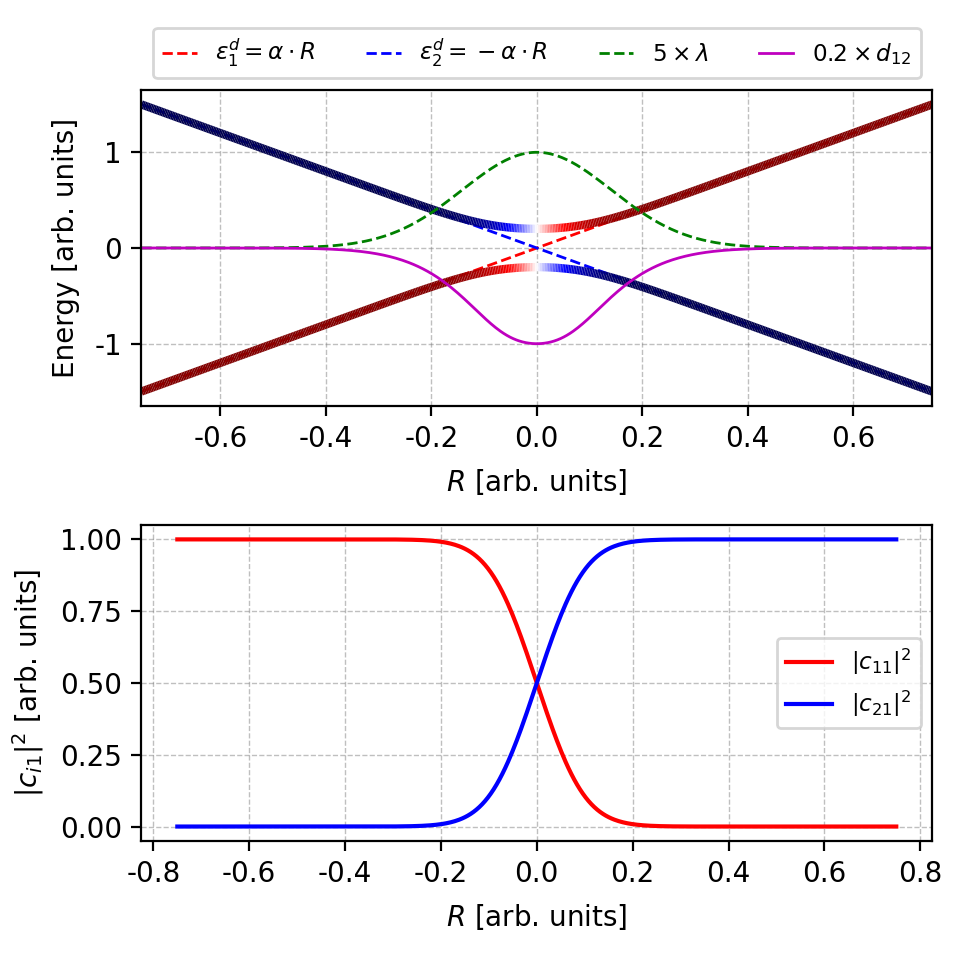 ε₁ᵈ = α · R ε₂ᵈ = −α · R 5 × λ 0.2 × d₁₂
Energy [arb. units]
1
0
-1
-0.6 -0.4 -0.2 0.0 0.2 0.4 0.6
R [arb. units]
|cᵢ₁|² [arb. units]
1.00
0.75
0.50
0.25
0.00
|c₁₁|²
|c₂₁|²
-0.8 -0.6 -0.4 -0.2 0.0 0.2 0.4 0.6 0.8
R [arb. units]